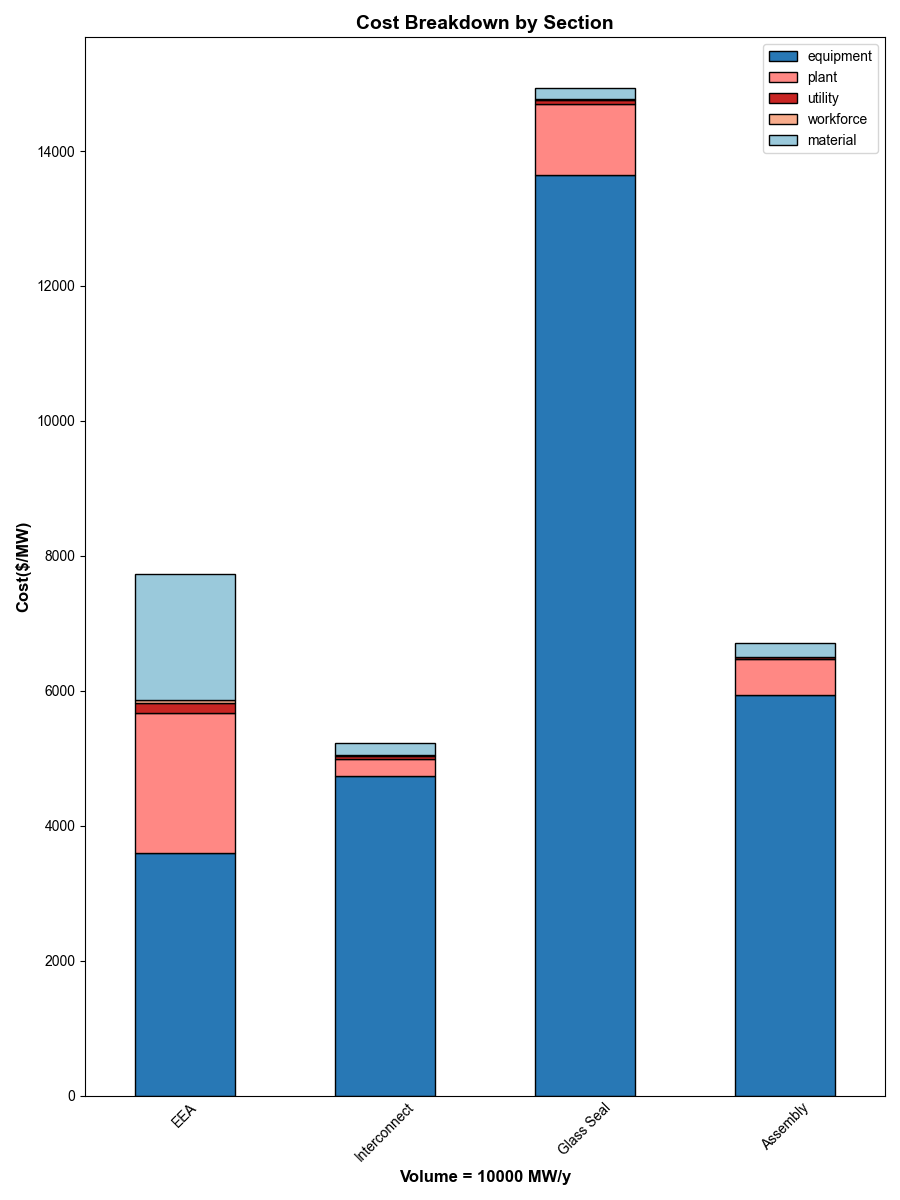 Cost Breakdown by Section
equipment
plant
utility
workforce
material
Cost($/MW)
14000
12000
10000
8000
6000
4000
2000
0
EEA
Interconnect
Glass Seal
Assembly
Volume = 10000 MW/y